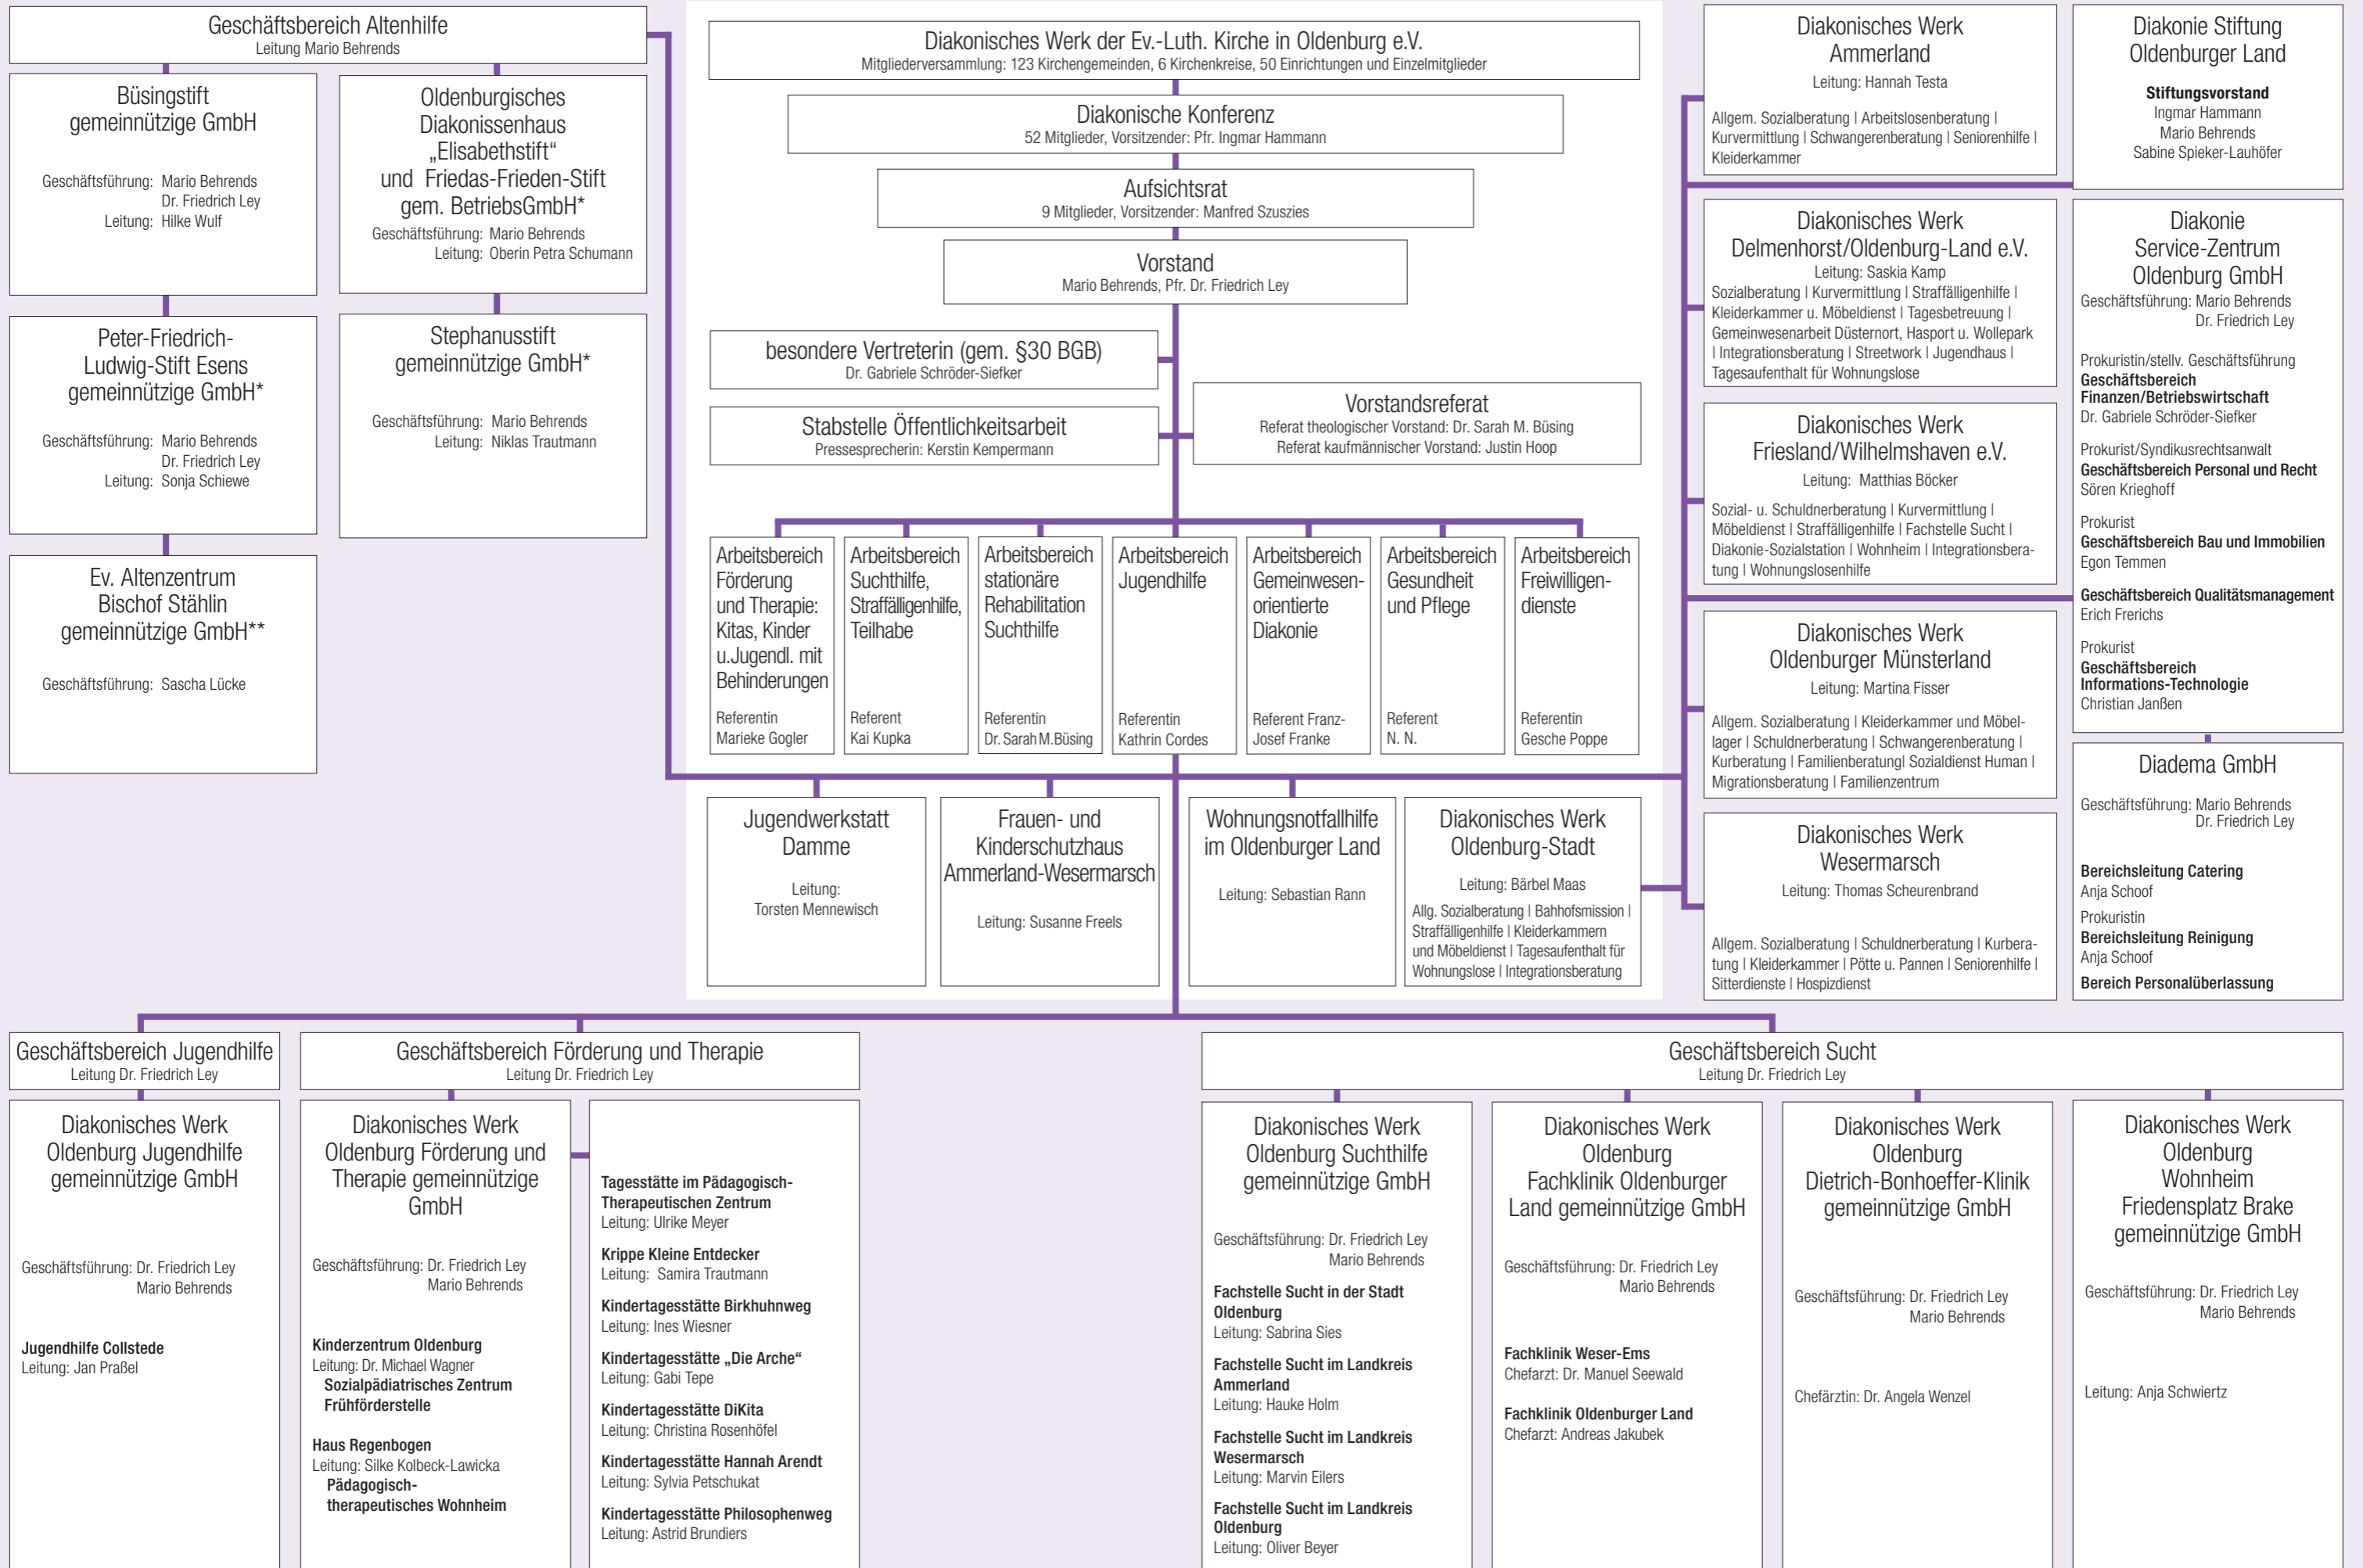 Geschäftsbereich Altenhilfe
Leitung Mario Behrends
Büsingstift
gemeinnützige GmbH
Geschäftsführung: Mario Behrends
Dr. Friedrich Ley
Leitung: Hilke Wulf
Oldenburgisches
Diakonissenhaus
„Elisabethstift“
und Friedas-Frieden-Stift
gem. BetriebsGmbH*
Geschäftsführung: Mario Behrends
Leitung: Oberin Petra Schumann
Peter-Friedrich-
Ludwig-Stift Esens
gemeinnützige GmbH*
Geschäftsführung: Mario Behrends
Dr. Friedrich Ley
Leitung: Sonja Schiewe
Stephanusstift
gemeinnützige GmbH*
Geschäftsführung: Mario Behrends
Leitung: Niklas Trautmann
Ev. Altenzentrum
Bischof Stählin
gemeinnützige GmbH**
Geschäftsführung: Sascha Lücke
Diakonisches Werk der Ev.-Luth. Kirche in Oldenburg e.V.
Mitgliederversammlung: 123 Kirchengemeinden, 6 Kirchenkreise, 50 Einrichtungen und Einzelmitglieder
Diakonische Konferenz
52 Mitglieder, Vorsitzender: Pfr. Ingmar Hammann
Aufsichtsrat
9 Mitglieder, Vorsitzender: Manfred Szuszies
Vorstand
Mario Behrends, Pfr. Dr. Friedrich Ley
besondere Vertreterin (gem. §30 BGB)
Dr. Gabriele Schröder-Siefker
Stabstelle Öffentlichkeitsarbeit
Pressesprecherin: Kerstin Kempermann
Vorstandsreferat
Referat theologischer Vorstand: Dr. Sarah M. Büsing
Referat kaufmännischer Vorstand: Justin Hoop
Arbeitsbereich
Förderung
und Therapie:
Kitas, Kinder
u.Jugendl. mit
Behinderungen
Referentin
Marieke Gogler
Arbeitsbereich
Suchthilfe,
Straffälligenhilfe,
Teilhabe
Referent
Kai Kupka
Arbeitsbereich
stationäre
Rehabilitation
Suchthilfe
Referentin
Dr. Sarah M.Büsing
Arbeitsbereich
Jugendhilfe
Referentin
Kathrin Cordes
Arbeitsbereich
Gemeinwesen-
orientierte
Diakonie
Referent Franz-
Josef Franke
Arbeitsbereich
Gesundheit
und Pflege
Referent
N. N.
Arbeitsbereich
Freiwilligen-
dienste
Referentin
Gesche Poppe
Jugendwerkstatt
Damme
Leitung:
Torsten Mennewisch
Frauen- und
Kinderschutzhaus
Ammerland-Wesermarsch
Leitung: Susanne Freels
Wohnungsnotfallhilfe
im Oldenburger Land
Leitung: Sebastian Rann
Diakonisches Werk
Oldenburg-Stadt
Leitung: Bärbel Maas
Allg. Sozialberatung | Bahhofsmission |
Straffälligenhilfe | Kleiderkammern
und Möbeldienst | Tagesaufenthalt für
Wohnungslose | Integrationsberatung
Diakonisches Werk
Ammerland
Leitung: Hannah Testa
Allgem. Sozialberatung | Arbeitslosenberatung |
Kurvermittlung | Schwangerenberatung | Seniorenhilfe |
Kleiderkammer
Diakonisches Werk
Delmenhorst/Oldenburg-Land e.V.
Leitung: Saskia Kamp
Sozialberatung | Kurvermittlung | Straffälligenhilfe |
Kleiderkammer u. Möbeldienst | Tagesbetreuung |
Gemeinwesenarbeit Düsternort, Hasport u. Wollepark
| Integrationsberatung | Streetwork | Jugendhaus |
Tagesaufenthalt für Wohnungslose
Diakonisches Werk
Friesland/Wilhelmshaven e.V.
Leitung: Matthias Böcker
Sozial- u. Schuldnerberatung | Kurvermittlung |
Möbeldienst | Straffälligenhilfe | Fachstelle Sucht |
Diakonie-Sozialstation | Wohnheim | Integrationsbera-
tung | Wohnungslosenhilfe
Diakonisches Werk
Oldenburger Münsterland
Leitung: Martina Fisser
Allgem. Sozialberatung | Kleiderkammer und Möbel-
lager | Schuldnerberatung | Schwangerenberatung |
Kurberatung | Familienberatung| Sozialdienst Human |
Migrationsberatung | Familienzentrum
Diakonisches Werk
Wesermarsch
Leitung: Thomas Scheurenbrand
Allgem. Sozialberatung | Schuldnerberatung | Kurbera-
tung | Kleiderkammer | Pötte u. Pannen | Seniorenhilfe |
Sitterdienste | Hospizdienst
Diakonie Stiftung
Oldenburger Land
Stiftungsvorstand
Ingmar Hammann
Mario Behrends
Sabine Spieker-Lauhöfer
Diakonie
Service-Zentrum
Oldenburg GmbH
Geschäftsführung: Mario Behrends
Dr. Friedrich Ley
Prokuristin/stellv. Geschäftsführung
Geschäftsbereich
Finanzen/Betriebswirtschaft
Dr. Gabriele Schröder-Siefker
Prokurist/Syndikusrechtsanwalt
Geschäftsbereich Personal und Recht
Sören Krieghoff
Prokurist
Geschäftsbereich Bau und Immobilien
Egon Temmen
Geschäftsbereich Qualitätsmanagement
Erich Frerichs
Prokurist
Geschäftsbereich
Informations-Technologie
Christian Janßen
Diadema GmbH
Geschäftsführung: Mario Behrends
Dr. Friedrich Ley
Bereichsleitung Catering
Anja Schoof
Prokuristin
Bereichsleitung Reinigung
Anja Schoof
Bereich Personalüberlassung
Geschäftsbereich Jugendhilfe
Leitung Dr. Friedrich Ley
Diakonisches Werk
Oldenburg Jugendhilfe
gemeinnützige GmbH
Geschäftsführung: Dr. Friedrich Ley
Mario Behrends
Jugendhilfe Collstede
Leitung: Jan Praßel
Geschäftsbereich Förderung und Therapie
Leitung Dr. Friedrich Ley
Diakonisches Werk
Oldenburg Förderung und
Therapie gemeinnützige
GmbH
Geschäftsführung: Dr. Friedrich Ley
Mario Behrends
Kinderzentrum Oldenburg
Leitung: Dr. Michael Wagner
Sozialpädiatrisches Zentrum
Frühförderstelle
Haus Regenbogen
Leitung: Silke Kolbeck-Lawicka
Pädagogisch-
therapeutisches Wohnheim
Tagesstätte im Pädagogisch-
Therapeutischen Zentrum
Leitung: Ulrike Meyer
Krippe Kleine Entdecker
Leitung: Samira Trautmann
Kindertagesstätte Birkhuhnweg
Leitung: Ines Wiesner
Kindertagesstätte „Die Arche“
Leitung: Gabi Tepe
Kindertagesstätte DiKita
Leitung: Christina Rosenhöfel
Kindertagesstätte Hannah Arendt
Leitung: Sylvia Petschukat
Kindertagesstätte Philosophenweg
Leitung: Astrid Brundiers
Geschäftsbereich Sucht
Leitung Dr. Friedrich Ley
Diakonisches Werk
Oldenburg Suchthilfe
gemeinnützige GmbH
Geschäftsführung: Dr. Friedrich Ley
Mario Behrends
Fachstelle Sucht in der Stadt
Oldenburg
Leitung: Sabrina Sies
Fachstelle Sucht im Landkreis
Ammerland
Leitung: Hauke Holm
Fachstelle Sucht im Landkreis
Wesermarsch
Leitung: Marvin Eilers
Fachstelle Sucht im Landkreis
Oldenburg
Leitung: Oliver Beyer
Diakonisches Werk
Oldenburg
Fachklinik Oldenburger
Land gemeinnützige GmbH
Geschäftsführung: Dr. Friedrich Ley
Mario Behrends
Fachklinik Weser-Ems
Chefarzt: Dr. Manuel Seewald
Fachklinik Oldenburger Land
Chefarzt: Andreas Jakubek
Diakonisches Werk
Oldenburg
Dietrich-Bonhoeffer-Klinik
gemeinnützige GmbH
Geschäftsführung: Dr. Friedrich Ley
Mario Behrends
Chefärztin: Dr. Angela Wenzel
Diakonisches Werk
Oldenburg
Wohnheim
Friedensplatz Brake
gemeinnützige GmbH
Geschäftsführung: Dr. Friedrich Ley
Mario Behrends
Leitung: Anja Schwiertz